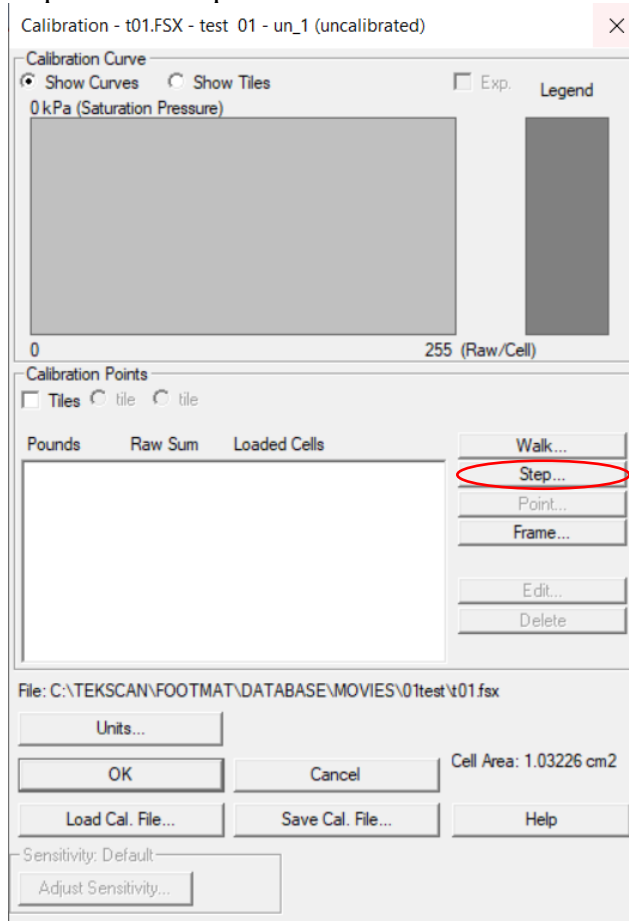 Calibration - t01.FSX - test 01 - un_1 (uncalibrated)
Calibration Curve
Show Curves Show Tiles Exp. Legend
0 kPa (Saturation Pressure)
0 255 (Raw/Cell)
Calibration Points
Tiles tile tile
Pounds Raw Sum Loaded Cells
Walk...
Step...
Point...
Frame...
Edit...
Delete
File: C:\TEKSCAN\FOOTMAT\DATABASE\MOVIES\01test\t01.fsx
Units...
OK Cancel Cell Area: 1.03226 cm2
Load Cal. File... Save Cal. File... Help
Sensitivity: Default
Adjust Sensitivity...